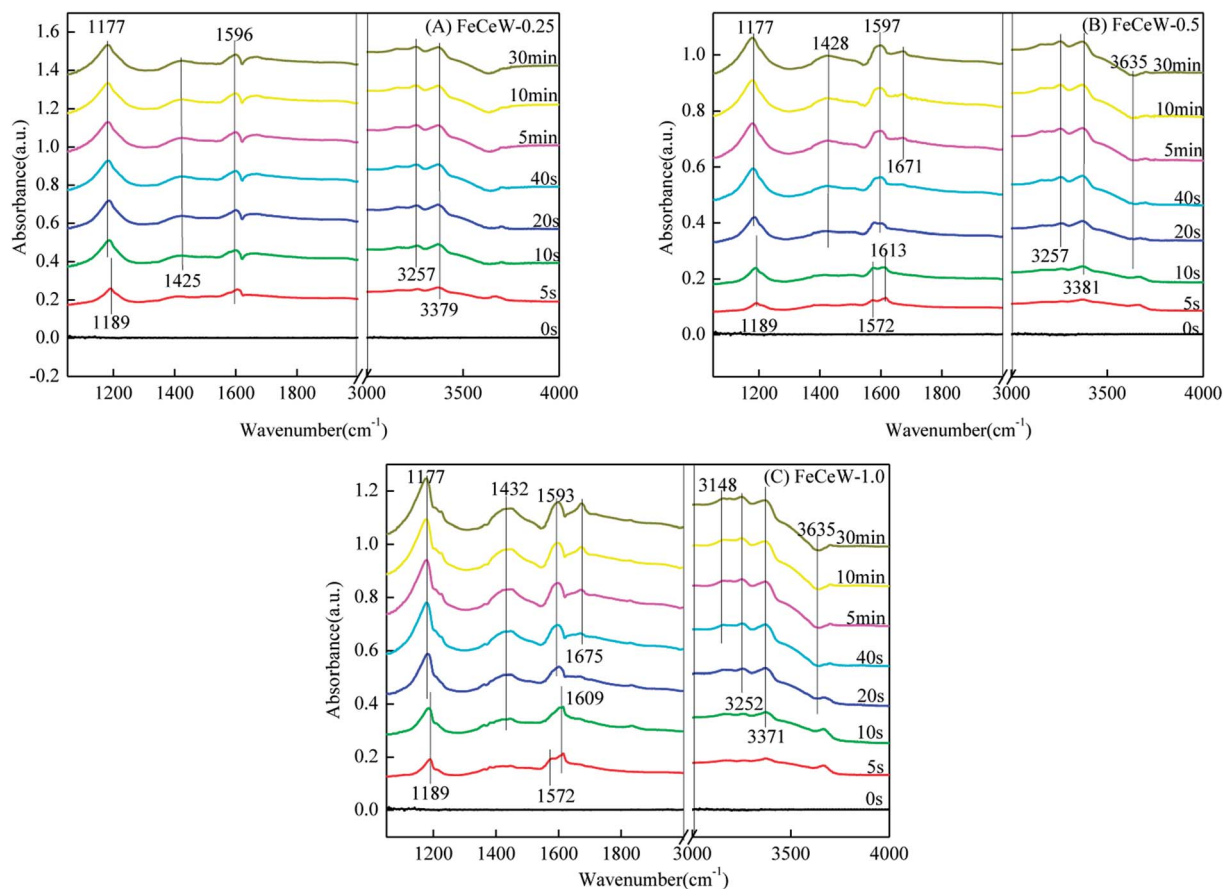 (A) FeCeW-0.25
1177
1596
30min
10min
5min
40s
20s
10s
5s
0s
1425
3257
3379
1189
1.6
1.4
1.2
1.0
0.8
0.6
0.4
0.2
0.0
-0.2
Absorbance(a.u.)
1200 1400 1600 1800 3000 3500 4000
Wavenumber(cm-1)
(B) FeCeW-0.5
1177
1428
1597
3635
30min
10min
5min
40s
20s
10s
5s
0s
1671
1613
3257
3381
1189
1572
1.0
0.8
0.6
0.4
0.2
0.0
Absorbance(a.u.)
1200 1400 1600 1800 3000 3500 4000
Wavenumber(cm-1)
(C) FeCeW-1.0
1177
1432
1593
3148
3635
30min
10min
5min
40s
20s
10s
5s
0s
1675
1609
3252
3371
1189
1572
1.2
1.0
0.8
0.6
0.4
0.2
0.0
Absorbance(a.u.)
1200 1400 1600 1800 3000 3500 4000
Wavenumber(cm-1)